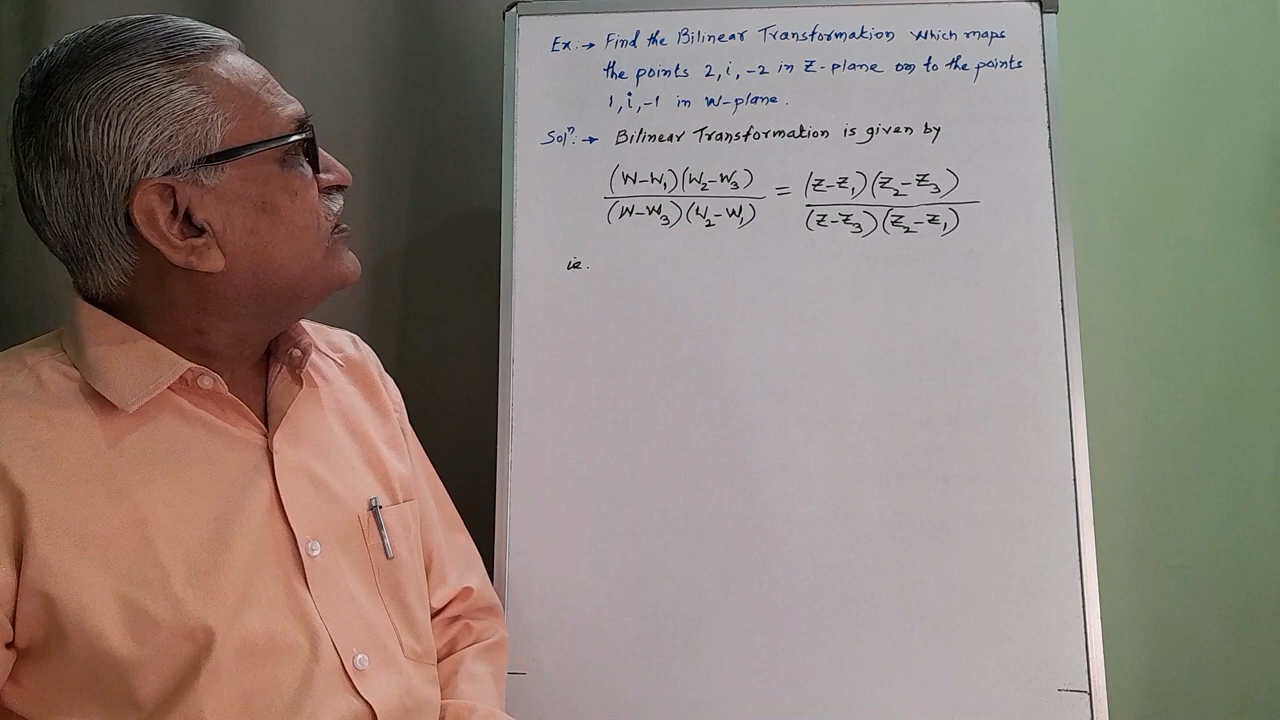 Ex:→ Find the Bilinear Transformation which maps
the points 2, i, -2 in Z-plane on to the points
1, i, -1 in W-plane.
Solⁿ:→ Bilinear Transformation is given by
(W-W₁)(W₂-W₃) / (W-W₃)(W₂-W₁) = (Z-Z₁)(Z₂-Z₃) / (Z-Z₃)(Z₂-Z₁)
ie.